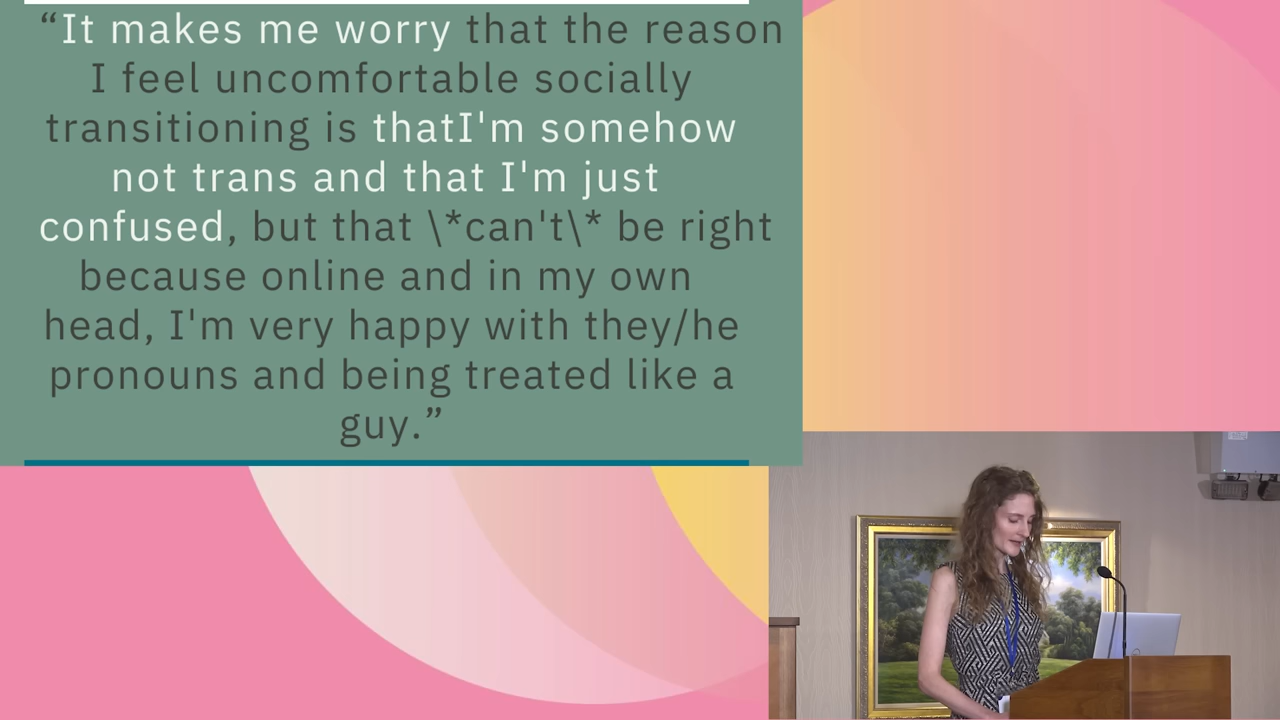 “It makes me worry that the reason
I feel uncomfortable socially
transitioning is thatI'm somehow
not trans and that I'm just
confused, but that \*can't\* be right
because online and in my own
head, I'm very happy with they/he
pronouns and being treated like a
guy.”